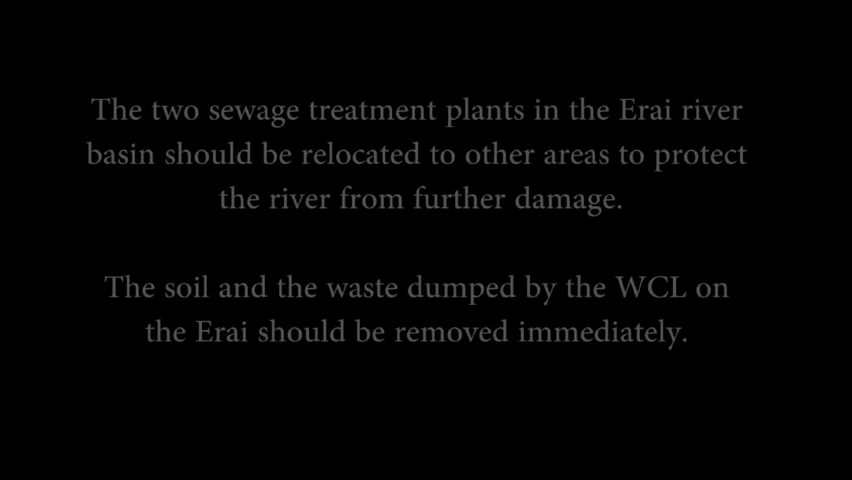 The two sewage treatment plants in the Erai river
basin should be relocated to other areas to protect
the river from further damage.
The soil and the waste dumped by the WCL on
the Erai should be removed immediately.